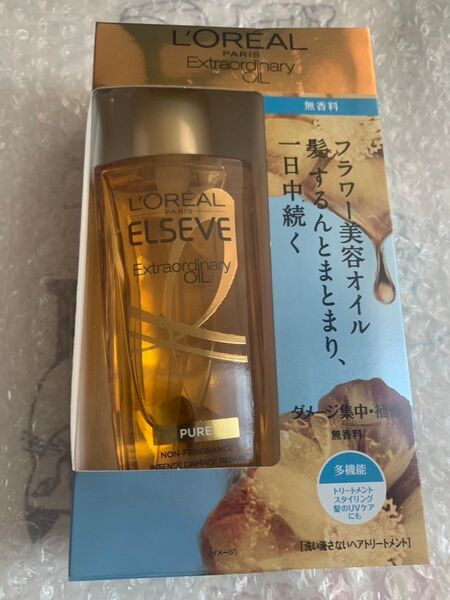 L'ORÉAL
PARIS
Extraordinary
OIL
無香料
フラワー美容オイル
髪するんとまとまり、
一日中続く
L'ORÉAL
PARIS
ELSEVE
Extraordinary
OIL
PURE
NON-FRAGRANCE
INTENSE DAMAGE REPAIR
ダメージ集中・補修
無香料
多機能
トリートメント
スタイリング
髪のUVケア
にも
(イメージ)
[洗い流さないヘアトリートメント]